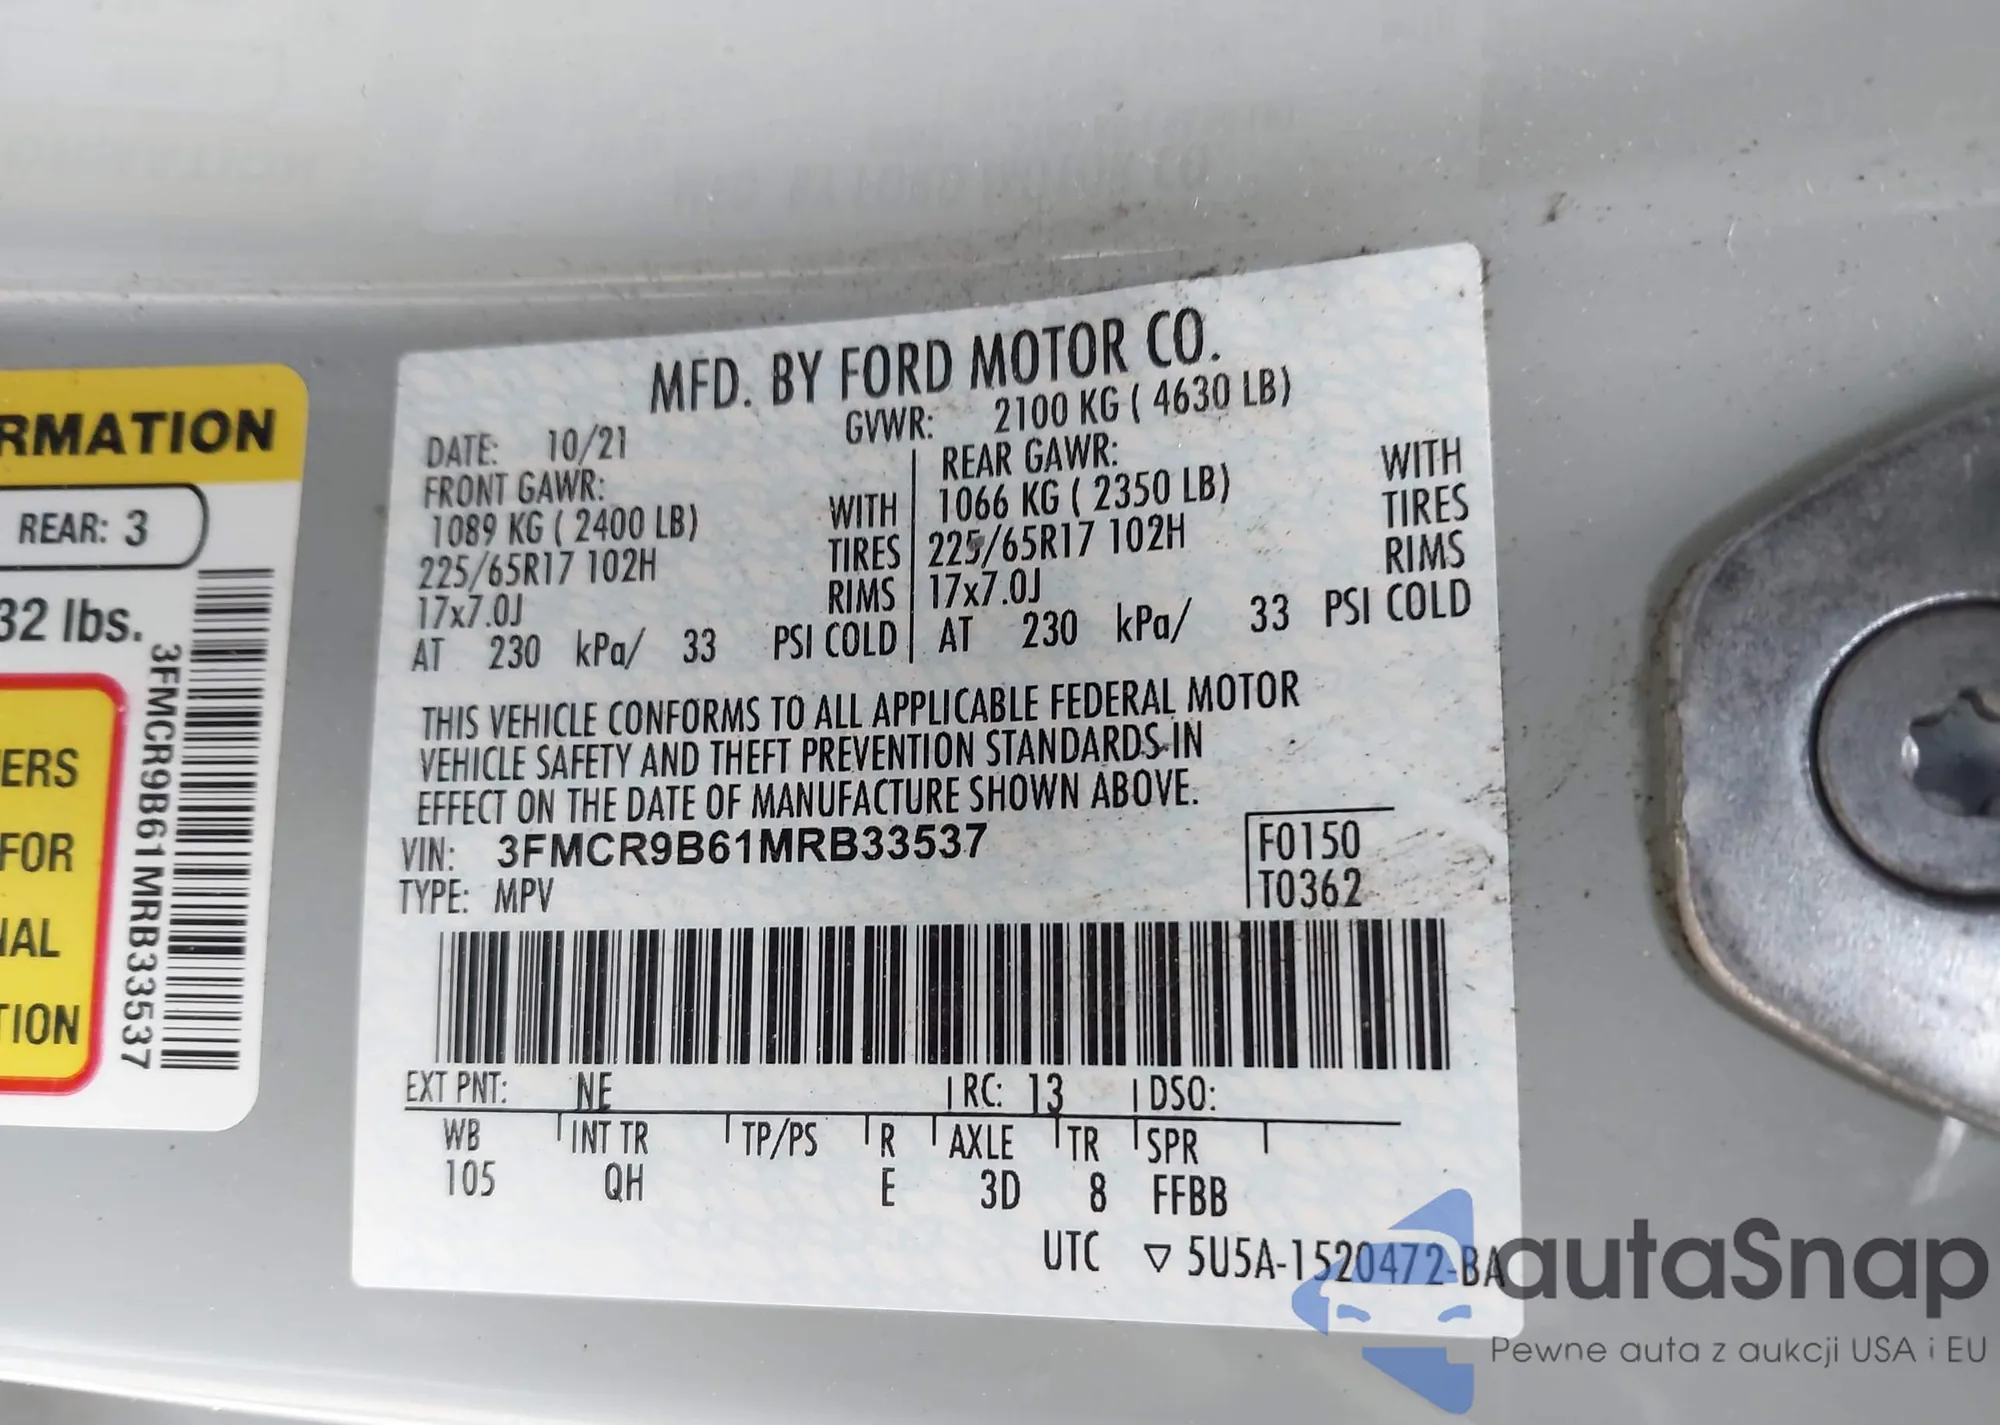 RMATION
REAR: 3
32 lbs.
ERS
FOR
NAL
TION
3FMCR9B61MRB33537
MFD. BY FORD MOTOR CO.
DATE: 10/21 GVWR: 2100 KG ( 4630 LB)
FRONT GAWR: REAR GAWR:
1089 KG ( 2400 LB) WITH 1066 KG ( 2350 LB) WITH
225/65R17 102H TIRES 225/65R17 102H TIRES
17x7.0J RIMS 17x7.0J RIMS
AT 230 kPa/ 33 PSI COLD AT 230 kPa/ 33 PSI COLD
THIS VEHICLE CONFORMS TO ALL APPLICABLE FEDERAL MOTOR
VEHICLE SAFETY AND THEFT PREVENTION STANDARDS IN
EFFECT ON THE DATE OF MANUFACTURE SHOWN ABOVE.
VIN: 3FMCR9B61MRB33537 F0150
TYPE: MPV T0362
EXT PNT: NE RC: 13 DSO:
WB INT TR TP/PS R AXLE TR SPR
105 QH E 3D 8 FFBB
UTC ▽ 5U5A-1520472-BA
autaSnap
Pewne auta z aukcji USA i EU